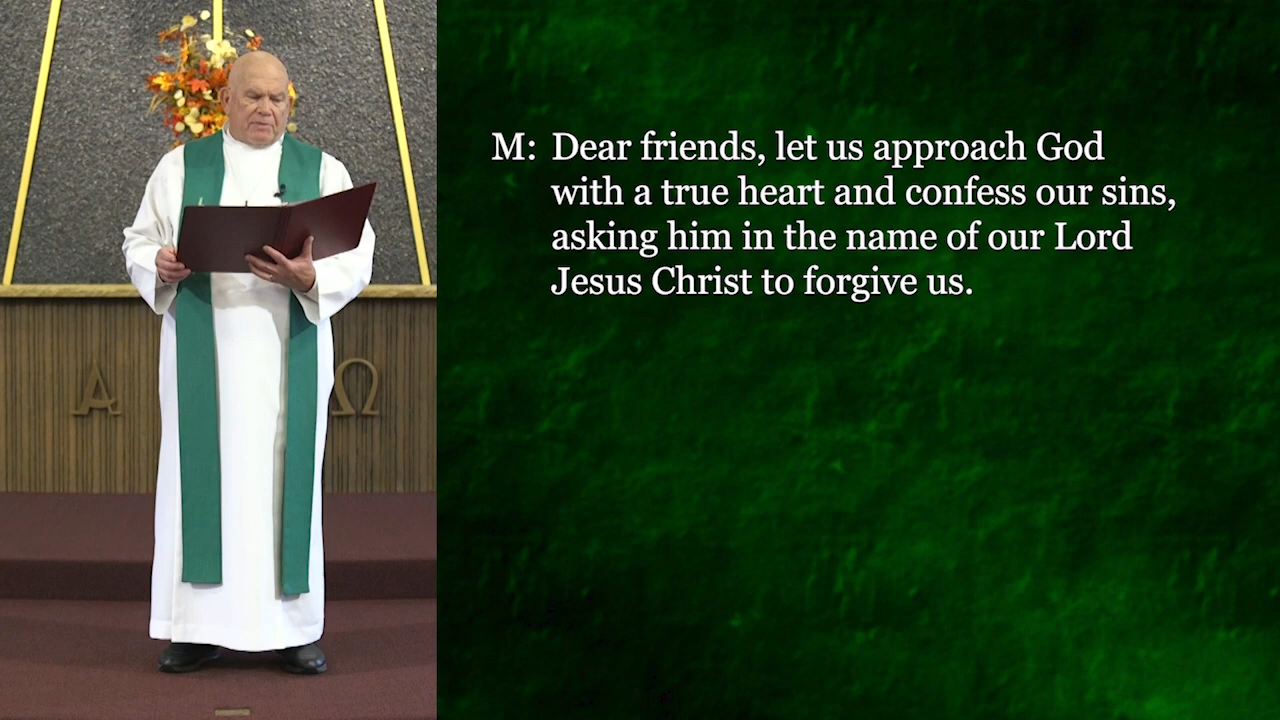 M: Dear friends, let us approach God
with a true heart and confess our sins,
asking him in the name of our Lord
Jesus Christ to forgive us.
Α Ω